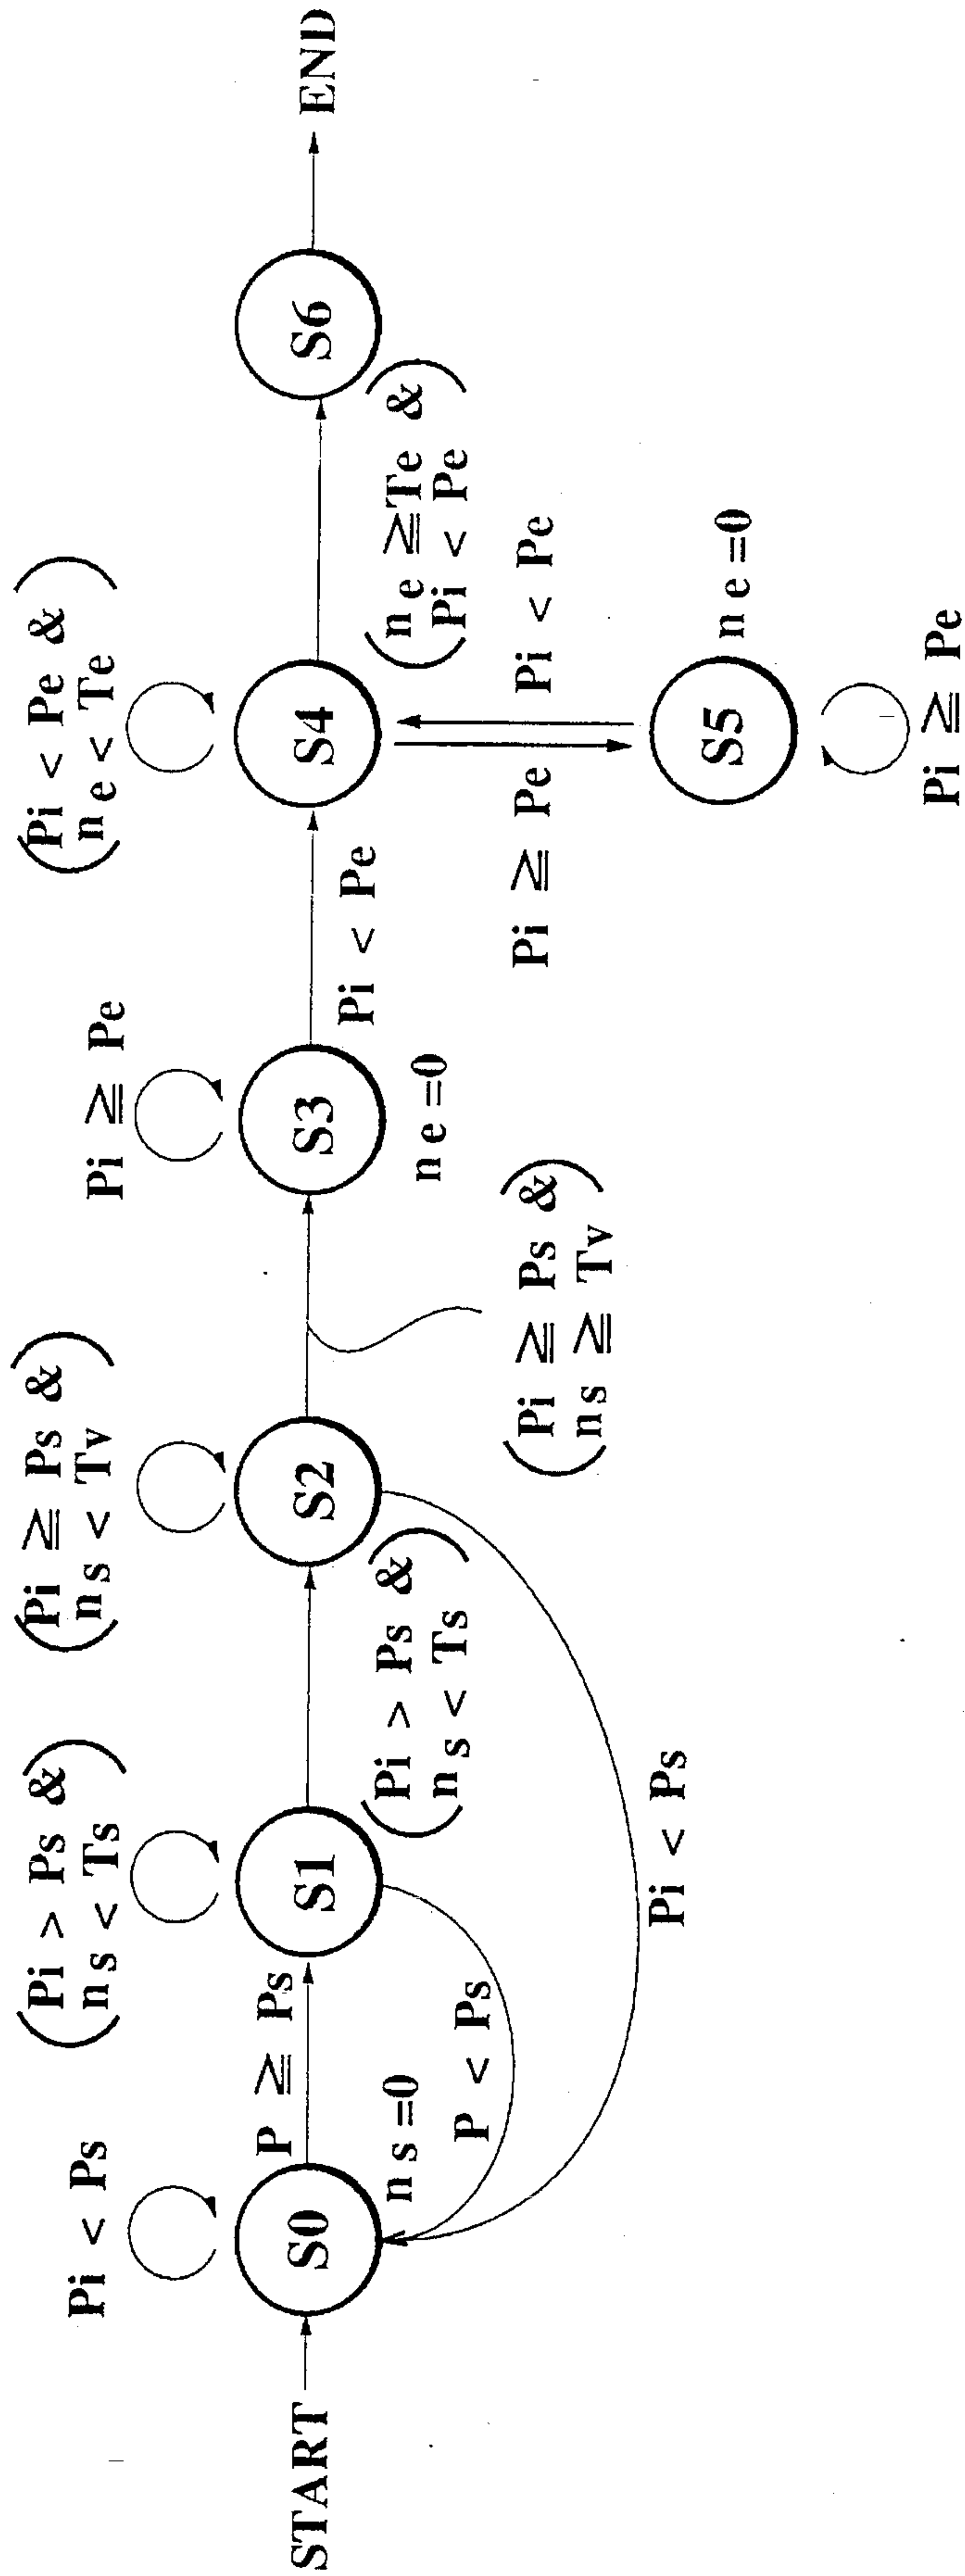 START
Pi < Ps
S0
n s =0
P ≧ Ps
P < Ps
(Pi > Ps &
n s < Ts)
S1
Pi < Ps
(Pi > Ps &
n s < Ts)
(Pi ≧ Ps &
n s < Tv)
S2
(Pi ≧ Ps &
n s ≧ Tv)
Pi ≧ Pe
S3
n e =0
Pi < Pe
(Pi < Pe &
n e < Te)
S4
Pi ≧ Pe
Pi < Pe
S5
n e =0
Pi ≧ Pe
(n e ≧ Te &
Pi < Pe)
S6
END